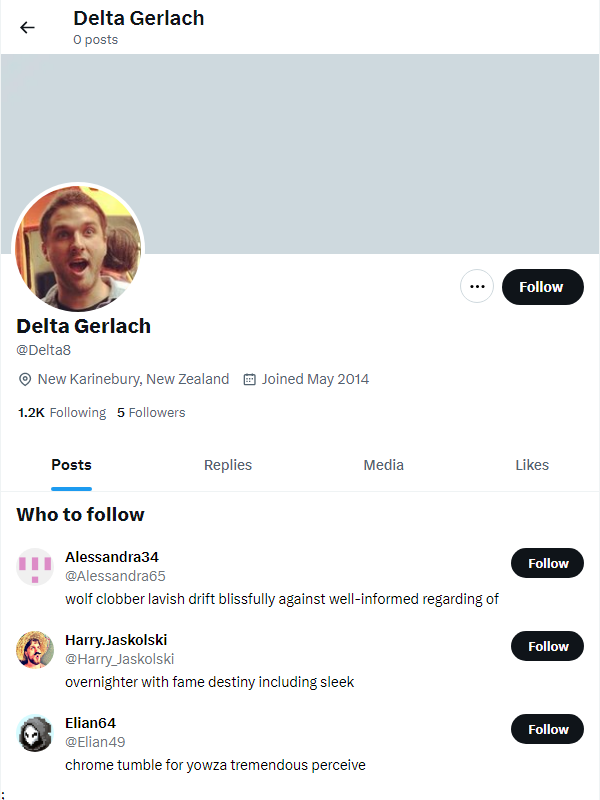 Delta Gerlach
0 posts
Follow
Delta Gerlach
@Delta8
New Karinebury, New Zealand Joined May 2014
1.2K Following 5 Followers
Posts Replies Media Likes
Who to follow
Alessandra34
@Alessandra65
Follow
wolf clobber lavish drift blissfully against well-informed regarding of
Harry.Jaskolski
@Harry_Jaskolski
Follow
overnighter with fame destiny including sleek
Elian64
@Elian49
Follow
chrome tumble for yowza tremendous perceive
;